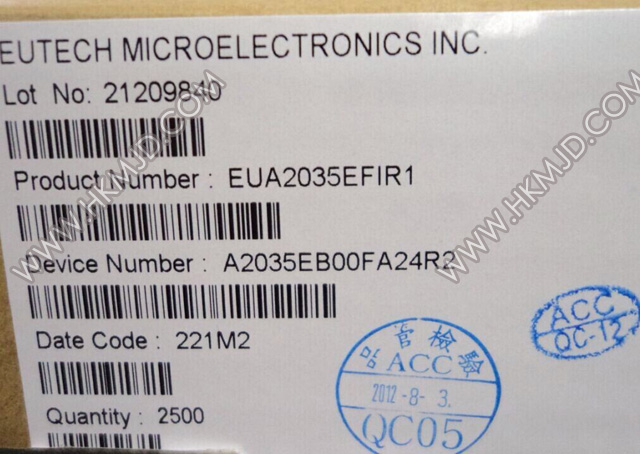 EUTECH MICROELECTRONICS INC.
Lot No: 21209840
Product Number : EUA2035EFIR1
Device Number : A2035EB00FA24R2
Date Code : 221M2
Quantity : 2500
品管檢驗
ACC
2012-8-3.
QC05
ACC
QC-12
WWW.HKMJD.COM
WWW.HKMJD.COM